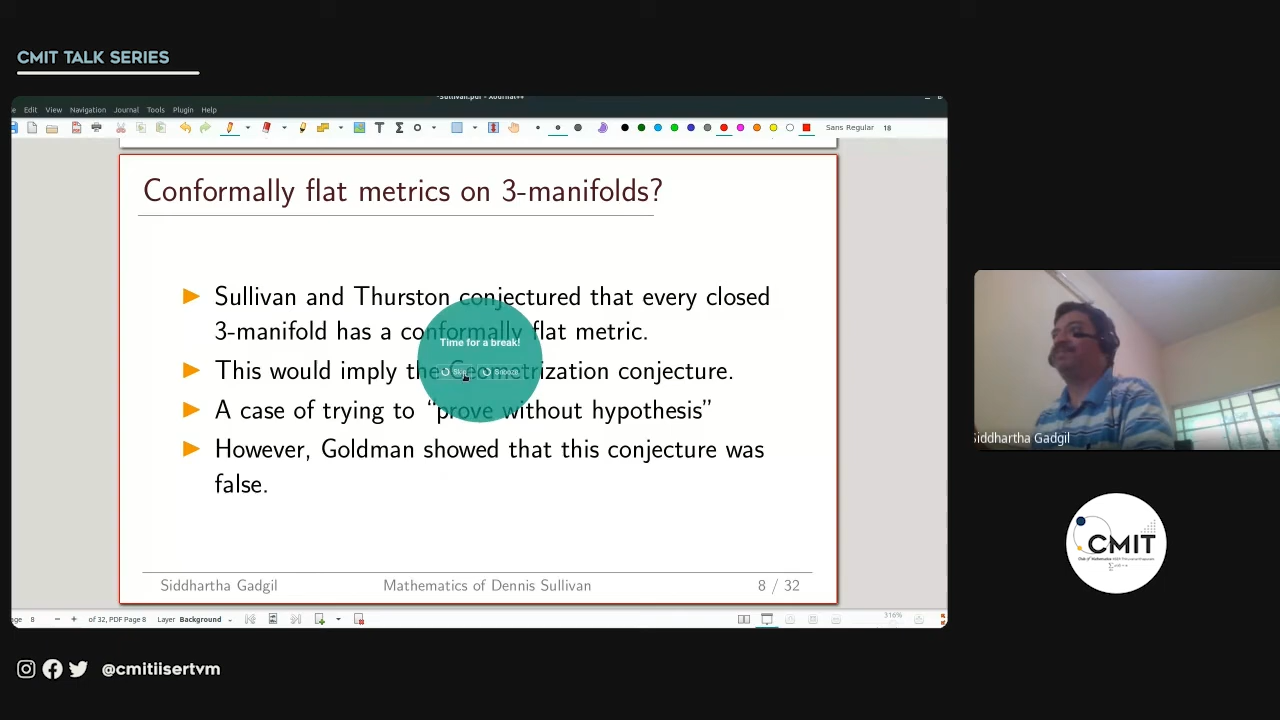 CMIT TALK SERIES
Edit View Navigation Journal Tools Plugin Help
Sans Regular 18
Conformally flat metrics on 3-manifolds?
Sullivan and Thurston conjectured that every closed
3-manifold has a conformally flat metric.
Time for a break!
Skip Snooze
This would imply the Geometrization conjecture.
A case of trying to “prove without hypothesis”
However, Goldman showed that this conjecture was
false.
Siddhartha Gadgil Mathematics of Dennis Sullivan 8 / 32
8 of 32, PDF Page 8 Layer Background 316%
Siddhartha Gadgil
CMIT
@cmitiisertvm